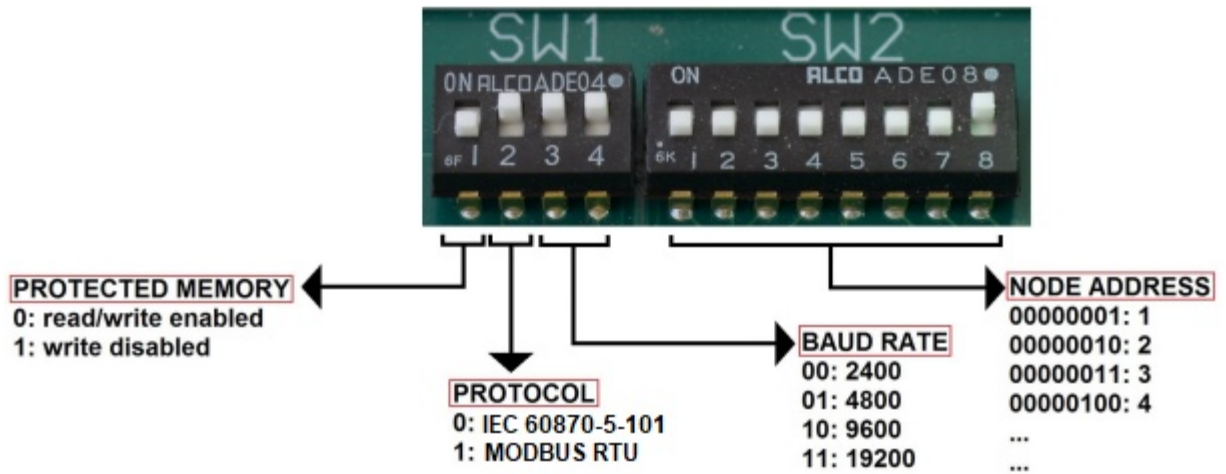 SW1 SW2
ON ALCO ADE04 ON ALCO ADE08
6F 1 2 3 4 6K 1 2 3 4 5 6 7 8
PROTECTED MEMORY
0: read/write enabled
1: write disabled
PROTOCOL
0: IEC 60870-5-101
1: MODBUS RTU
BAUD RATE
00: 2400
01: 4800
10: 9600
11: 19200
NODE ADDRESS
00000001: 1
00000010: 2
00000011: 3
00000100: 4
...
...